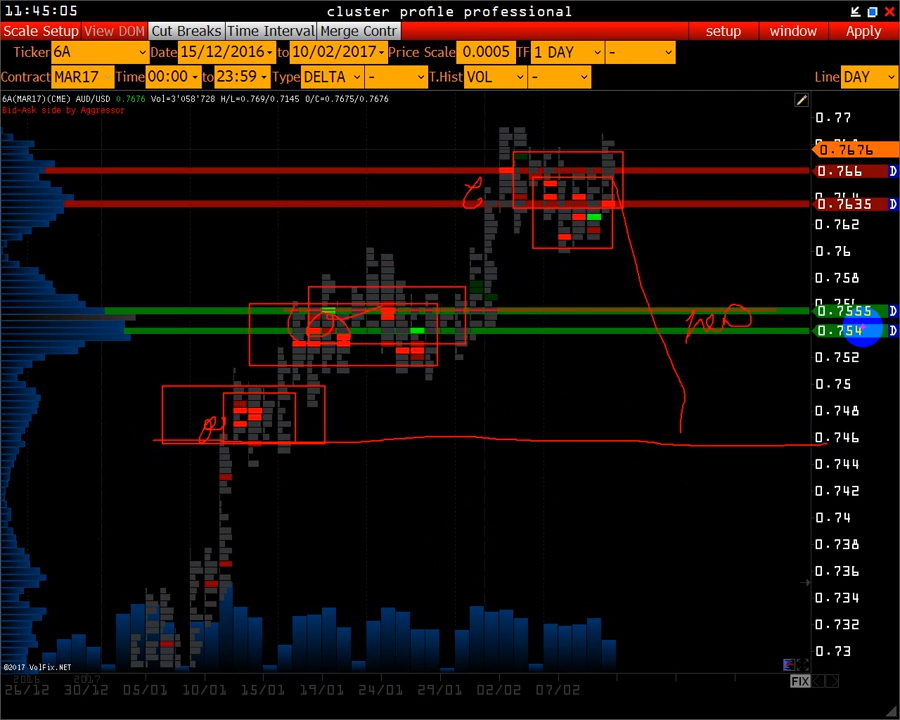 11:45:05 cluster profile professional
Scale Setup View DOM Cut Breaks Time Interval Merge Contr setup window Apply
Ticker 6A Date 15/12/2016 to 10/02/2017 Price Scale 0.0005 TF 1 DAY -
Contract MAR17 Time 00:00 to 23:59 Type DELTA - T.Hist VOL - Line DAY
6A(MAR17)(CME) AUD/USD 0.7676 Vol=3'058'728 H/L=0.769/0.7145 O/C=0.7675/0.7676
Bid-Ask side by Aggressor
0.77
0.7676
0.766 D
0.7635 D
0.762
0.76
0.758
0.7555 D
0.754 D
0.752
0.75
0.748
0.746
0.744
0.742
0.74
0.738
0.736
0.734
0.732
0.73
©2017 VolFix.NET
2016 2017
26/12 30/12 05/01 10/01 15/01 19/01 24/01 29/01 02/02 07/02
FIX